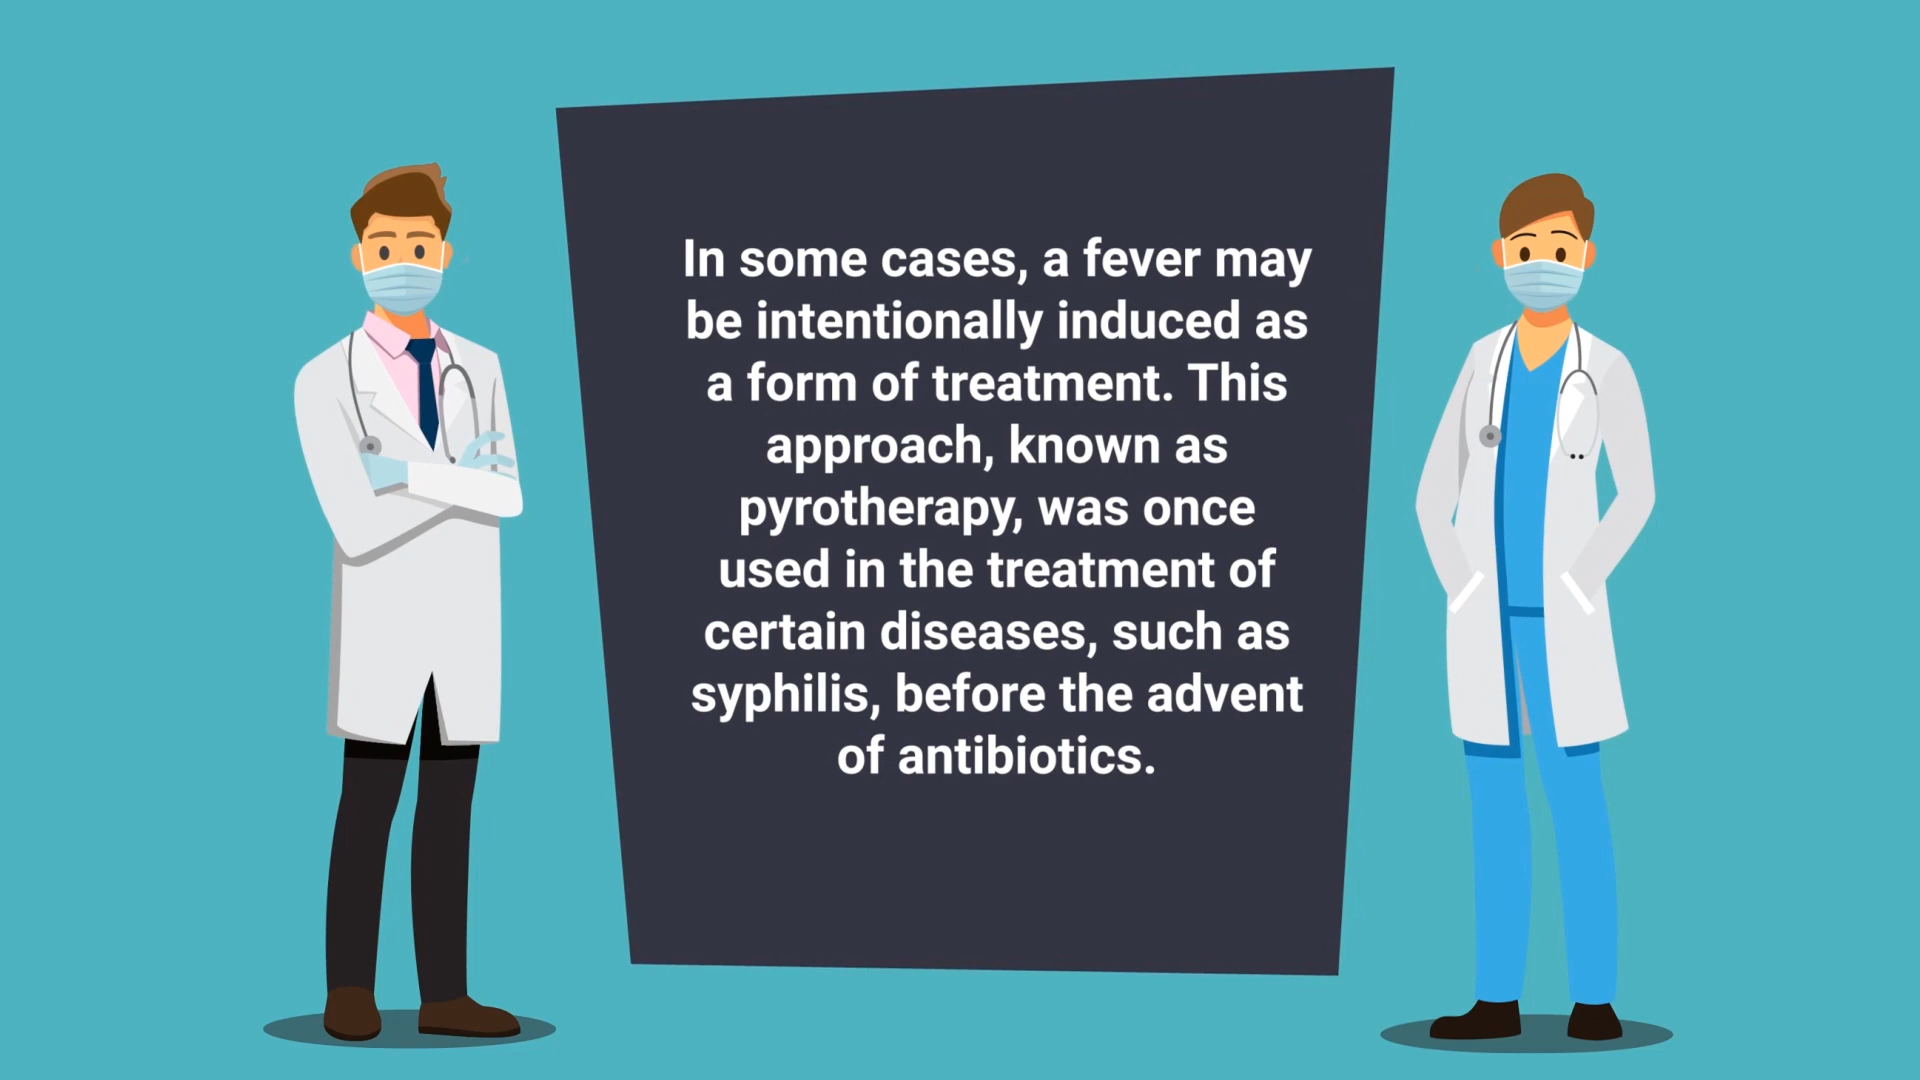 In some cases, a fever may
be intentionally induced as
a form of treatment. This
approach, known as
pyrotherapy, was once
used in the treatment of
certain diseases, such as
syphilis, before the advent
of antibiotics.